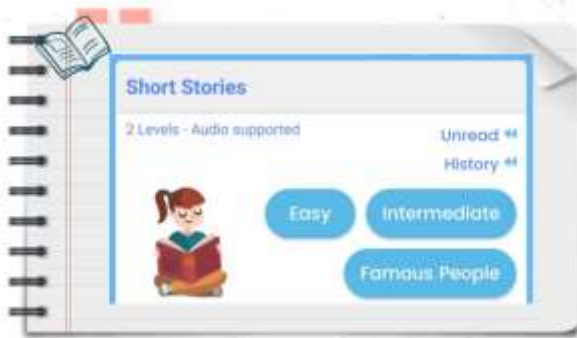 Short Stories
2 Levels - Audio supported
Unread
History
Easy
Intermediate
Famous People